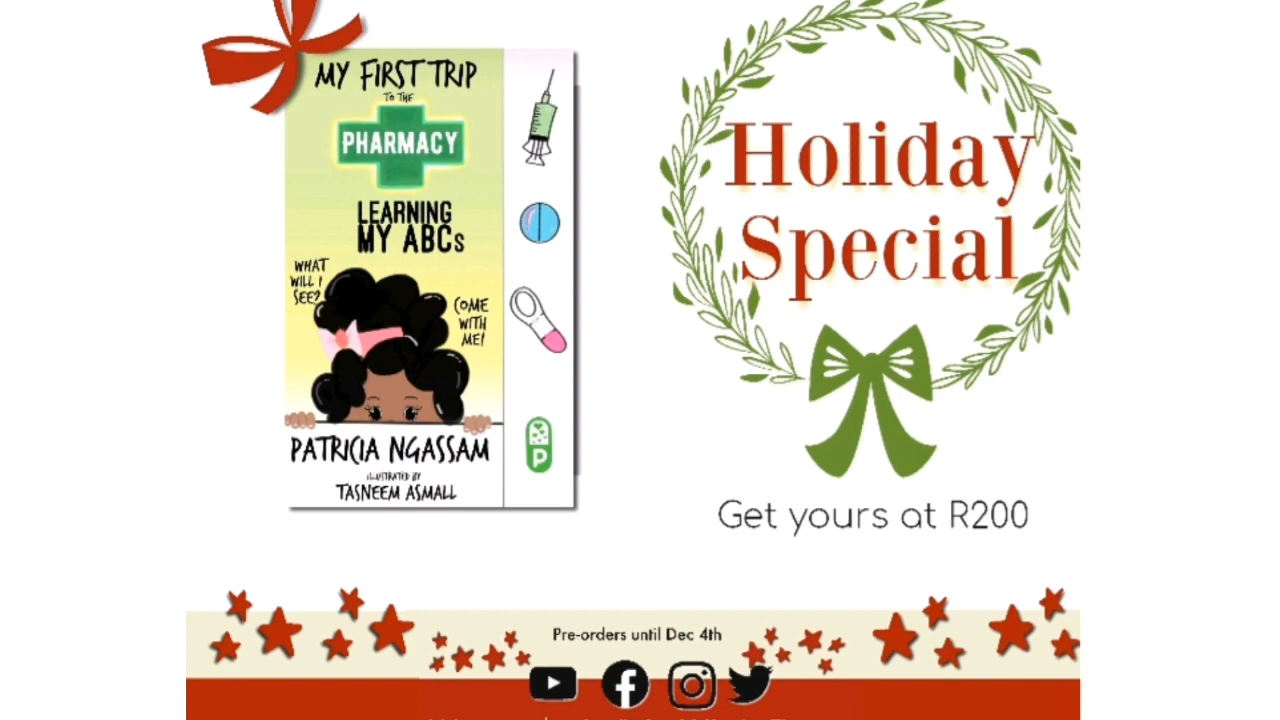 MY FIRST TRIP
TO THE
PHARMACY
LEARNING
MY ABCs
WHAT
WILL I
SEE?
COME
WITH
ME!
P
PATRICIA NGASSAM
ILLUSTRATED BY
TASNEEM ASMALL
Holiday
Special
Get yours at R200
Pre-orders until Dec 4th